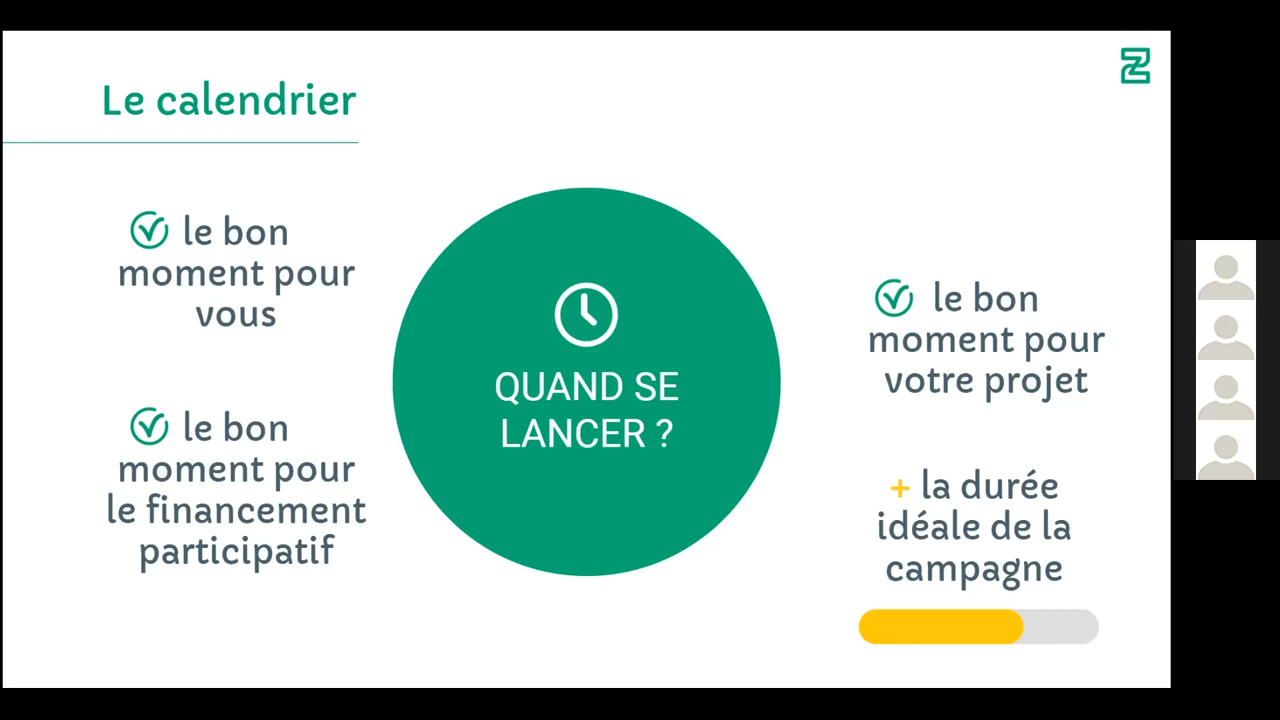 Le calendrier
le bon
moment pour
vous
le bon
moment pour
le financement
participatif
QUAND SE
LANCER ?
le bon
moment pour
votre projet
+ la durée
idéale de la
campagne